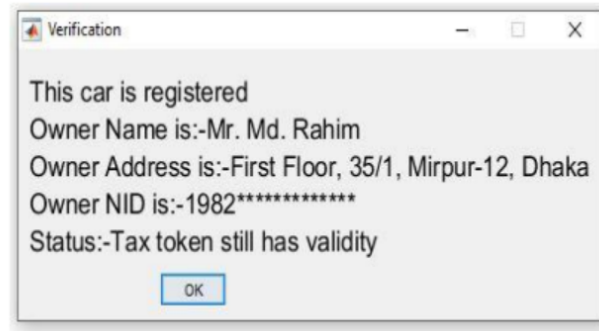 Verification
This car is registered
Owner Name is:-Mr. Md. Rahim
Owner Address is:-First Floor, 35/1, Mirpur-12, Dhaka
Owner NID is:-1982*************
Status:-Tax token still has validity
OK